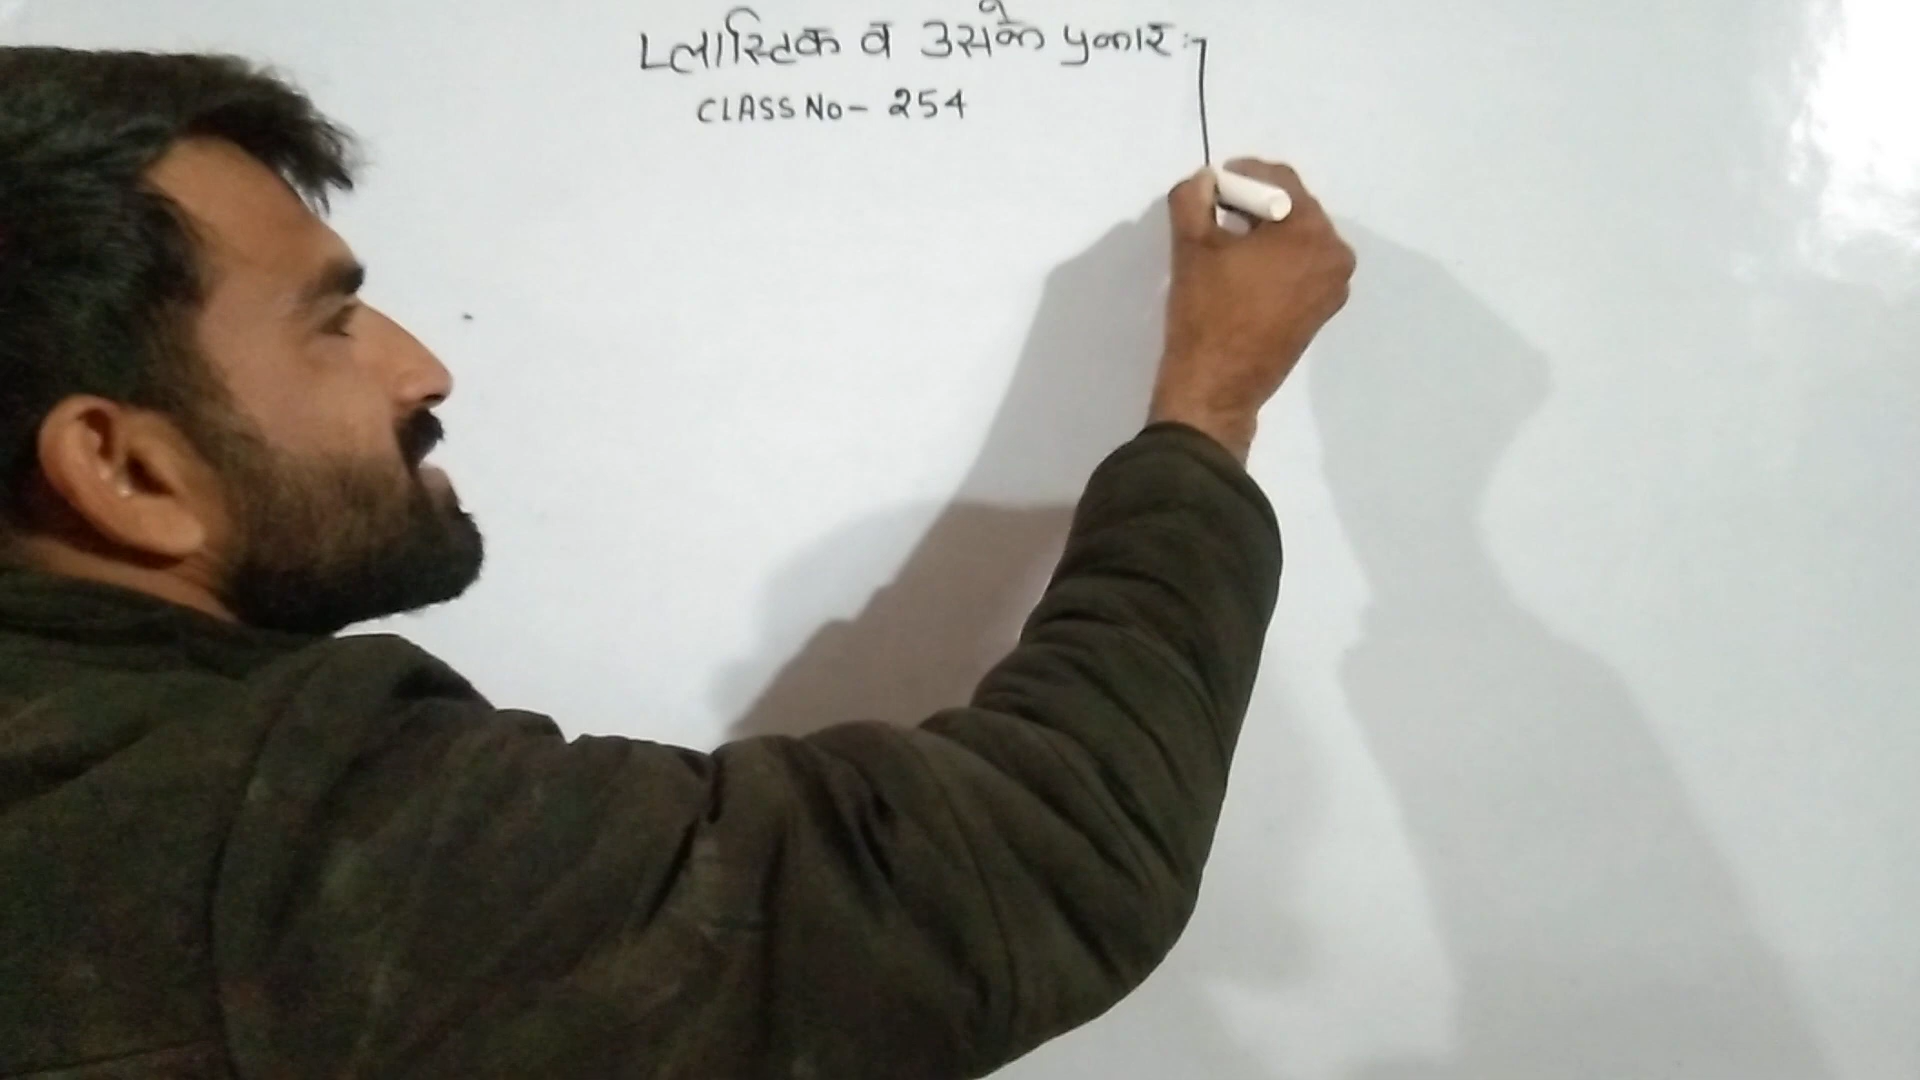 प्लास्टिक व उसके प्रकार :-
CLASS No - 254